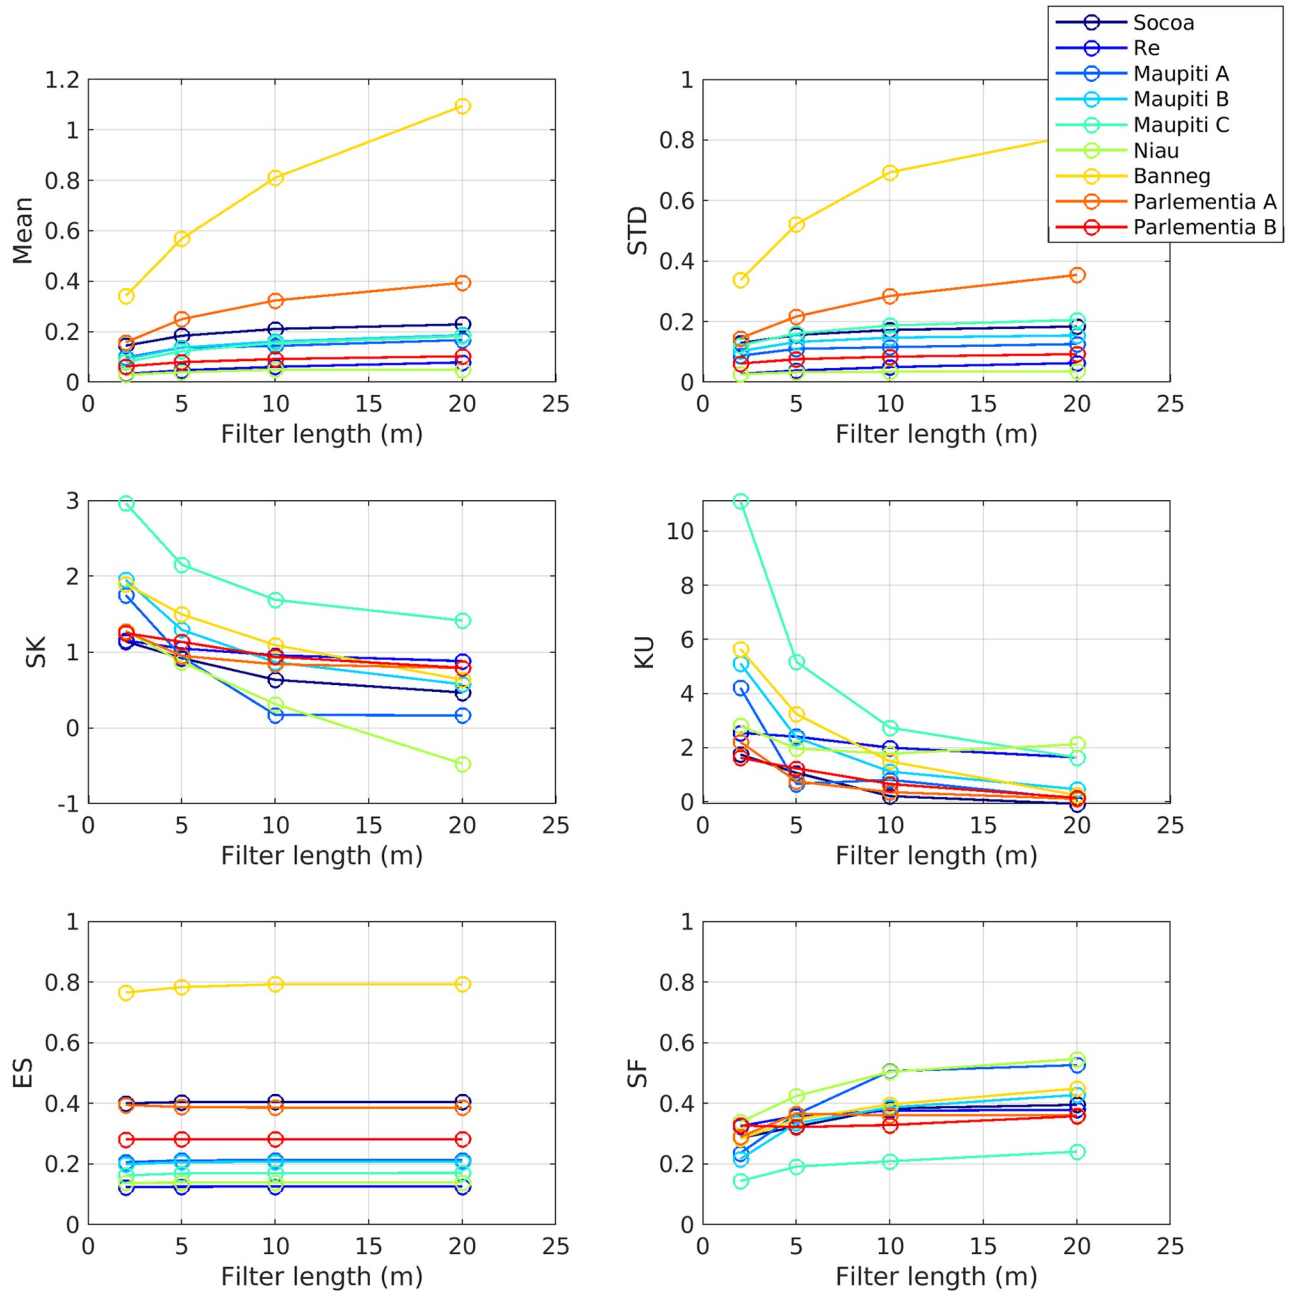 Socoa
Re
Maupiti A
Maupiti B
Maupiti C
Niau
Banneg
Parlementia A
Parlementia B
1.2
1
0.8
0.6
0.4
0.2
0
Mean
0 5 10 15 20 25
Filter length (m)
1
0.8
0.6
0.4
0.2
0
STD
0 5 10 15 20 25
Filter length (m)
3
2
1
0
-1
SK
0 5 10 15 20 25
Filter length (m)
10
8
6
4
2
0
KU
0 5 10 15 20 25
Filter length (m)
1
0.8
0.6
0.4
0.2
0
ES
0 5 10 15 20 25
Filter length (m)
1
0.8
0.6
0.4
0.2
0
SF
0 5 10 15 20 25
Filter length (m)